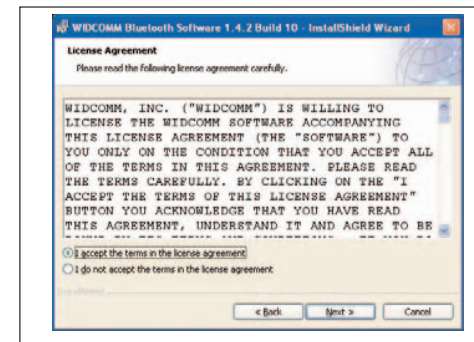 WIDCOMM Bluetooth Software 1.4.2 Build 10 - InstallShield Wizard
License Agreement
Please read the following license agreement carefully.
WIDCOMM, INC. ("WIDCOMM") IS WILLING TO
LICENSE THE WIDCOMM SOFTWARE ACCOMPANYING
THIS LICENSE AGREEMENT (THE "SOFTWARE") TO
YOU ONLY ON THE CONDITION THAT YOU ACCEPT ALL
OF THE TERMS IN THIS AGREEMENT. PLEASE READ
THE TERMS CAREFULLY. BY CLICKING ON THE "I
ACCEPT THE TERMS OF THIS LICENSE AGREEMENT"
BUTTON YOU ACKNOWLEDGE THAT YOU HAVE READ
THIS AGREEMENT, UNDERSTAND IT AND AGREE TO BE
I accept the terms in the license agreement
I do not accept the terms in the license agreement
InstallShield
< Back Next > Cancel